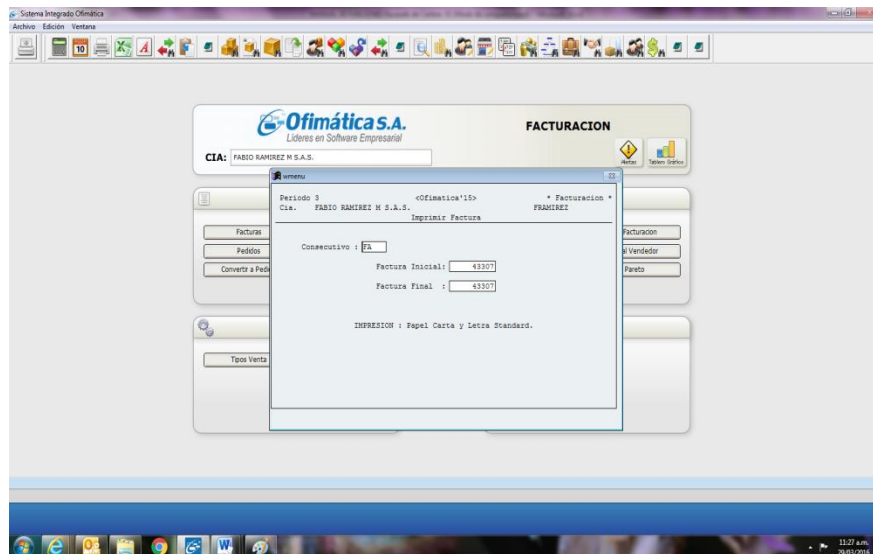 Sistema Integrado Ofimática
Archivo Edición Ventana
Ofimática S.A.
Lideres en Software Empresarial
FACTURACION
CIA: FABIO RAMIREZ M S.A.S.
Alertas
Tablero Gráfico
wmenu
Periodo 3 <Ofimatica'15> * Facturacion *
Cia. FABIO RAMIREZ M S.A.S. FRAMIREZ
Imprimir Factura
Consecutivo : FA
Factura Inicial: 43307
Factura Final : 43307
IMPRESION : Papel Carta y Letra Standard.
Facturas
Pedidos
Convertir a Pedi
Facturacion
al Vendedor
Pareto
Tipos Venta
11:27 a.m.
29/03/2016